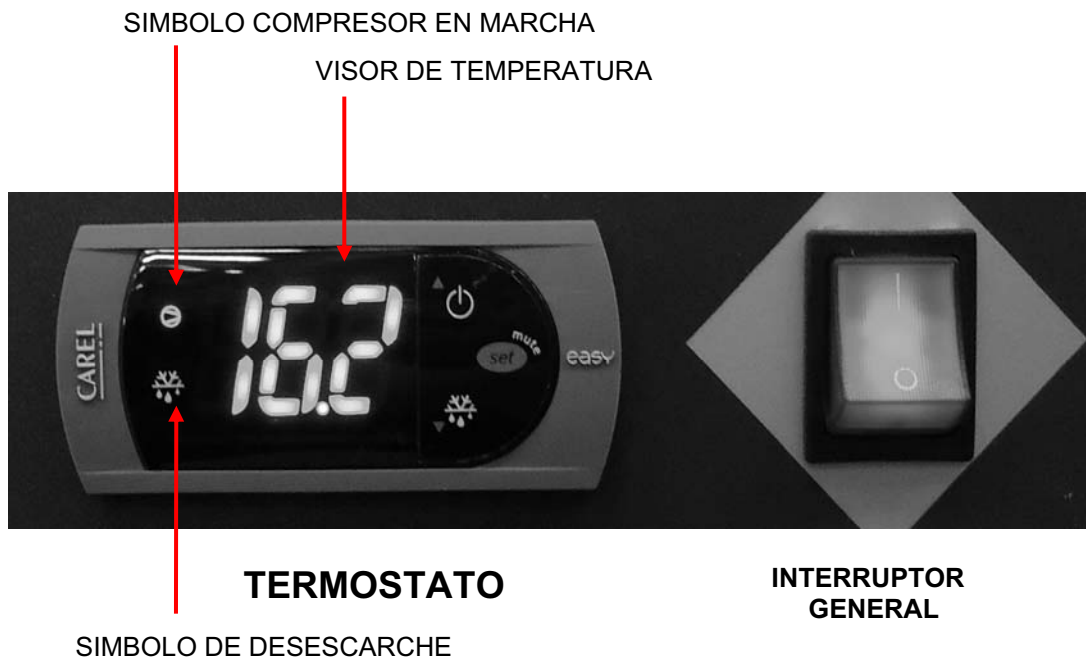 SIMBOLO COMPRESOR EN MARCHA
VISOR DE TEMPERATURA
CAREL
16.2
mute
set
easy
TERMOSTATO
INTERRUPTOR
GENERAL
SIMBOLO DE DESESCARCHE